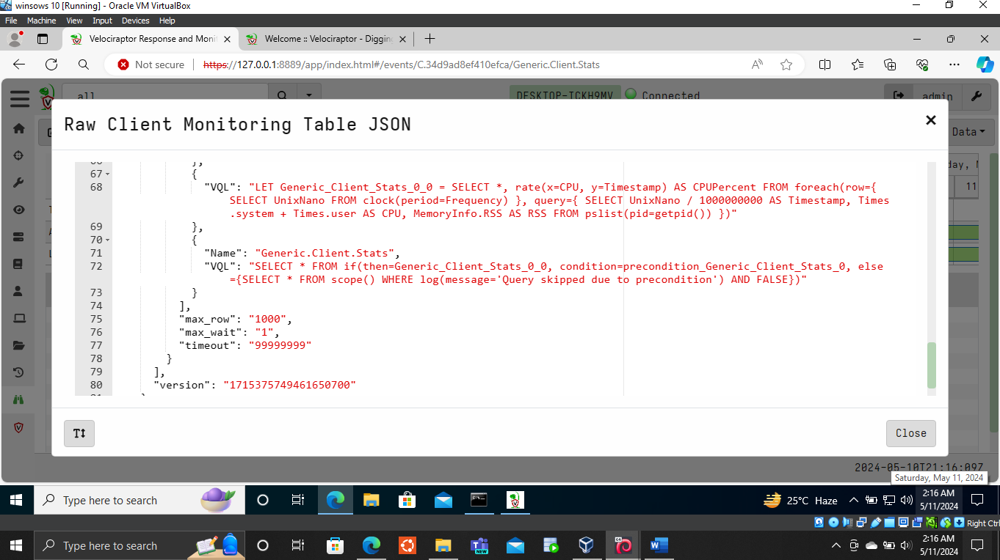 winsows 10 [Running] - Oracle VM VirtualBox
File Machine View Input Devices Help
Velociraptor Response and Monit
Welcome :: Velociraptor - Digging
Not secure
https://127.0.0.1:8889/app/index.html#/events/C.34d9ad8ef410efca/Generic.Client.Stats
all
DESKTOP-TCKH9MV
Connected
admin
Raw Client Monitoring Table JSON
Data
67 {
68 "VQL": "LET Generic_Client_Stats_0_0 = SELECT *, rate(x=CPU, y=Timestamp) AS CPUPercent FROM foreach(row={
SELECT UnixNano FROM clock(period=Frequency) }, query={ SELECT UnixNano / 1000000000 AS Timestamp, Times
.system + Times.user AS CPU, MemoryInfo.RSS AS RSS FROM pslist(pid=getpid()) })"
69 },
70 {
71 "Name": "Generic.Client.Stats",
72 "VQL": "SELECT * FROM if(then=Generic_Client_Stats_0_0, condition=precondition_Generic_Client_Stats_0, else
={SELECT * FROM scope() WHERE log(message='Query skipped due to precondition') AND FALSE})"
73 }
74 ],
75 "max_row": "1000",
76 "max_wait": "1",
77 "timeout": "99999999"
78 }
79 ],
80 "version": "1715375749461650700"
11
Close
2024-05-10T21:16:09Z
Saturday, May 11, 2024
Type here to search
25°C Haze
2:16 AM
5/11/2024
Right Ctrl
Type here to search
2:16 AM
5/11/2024